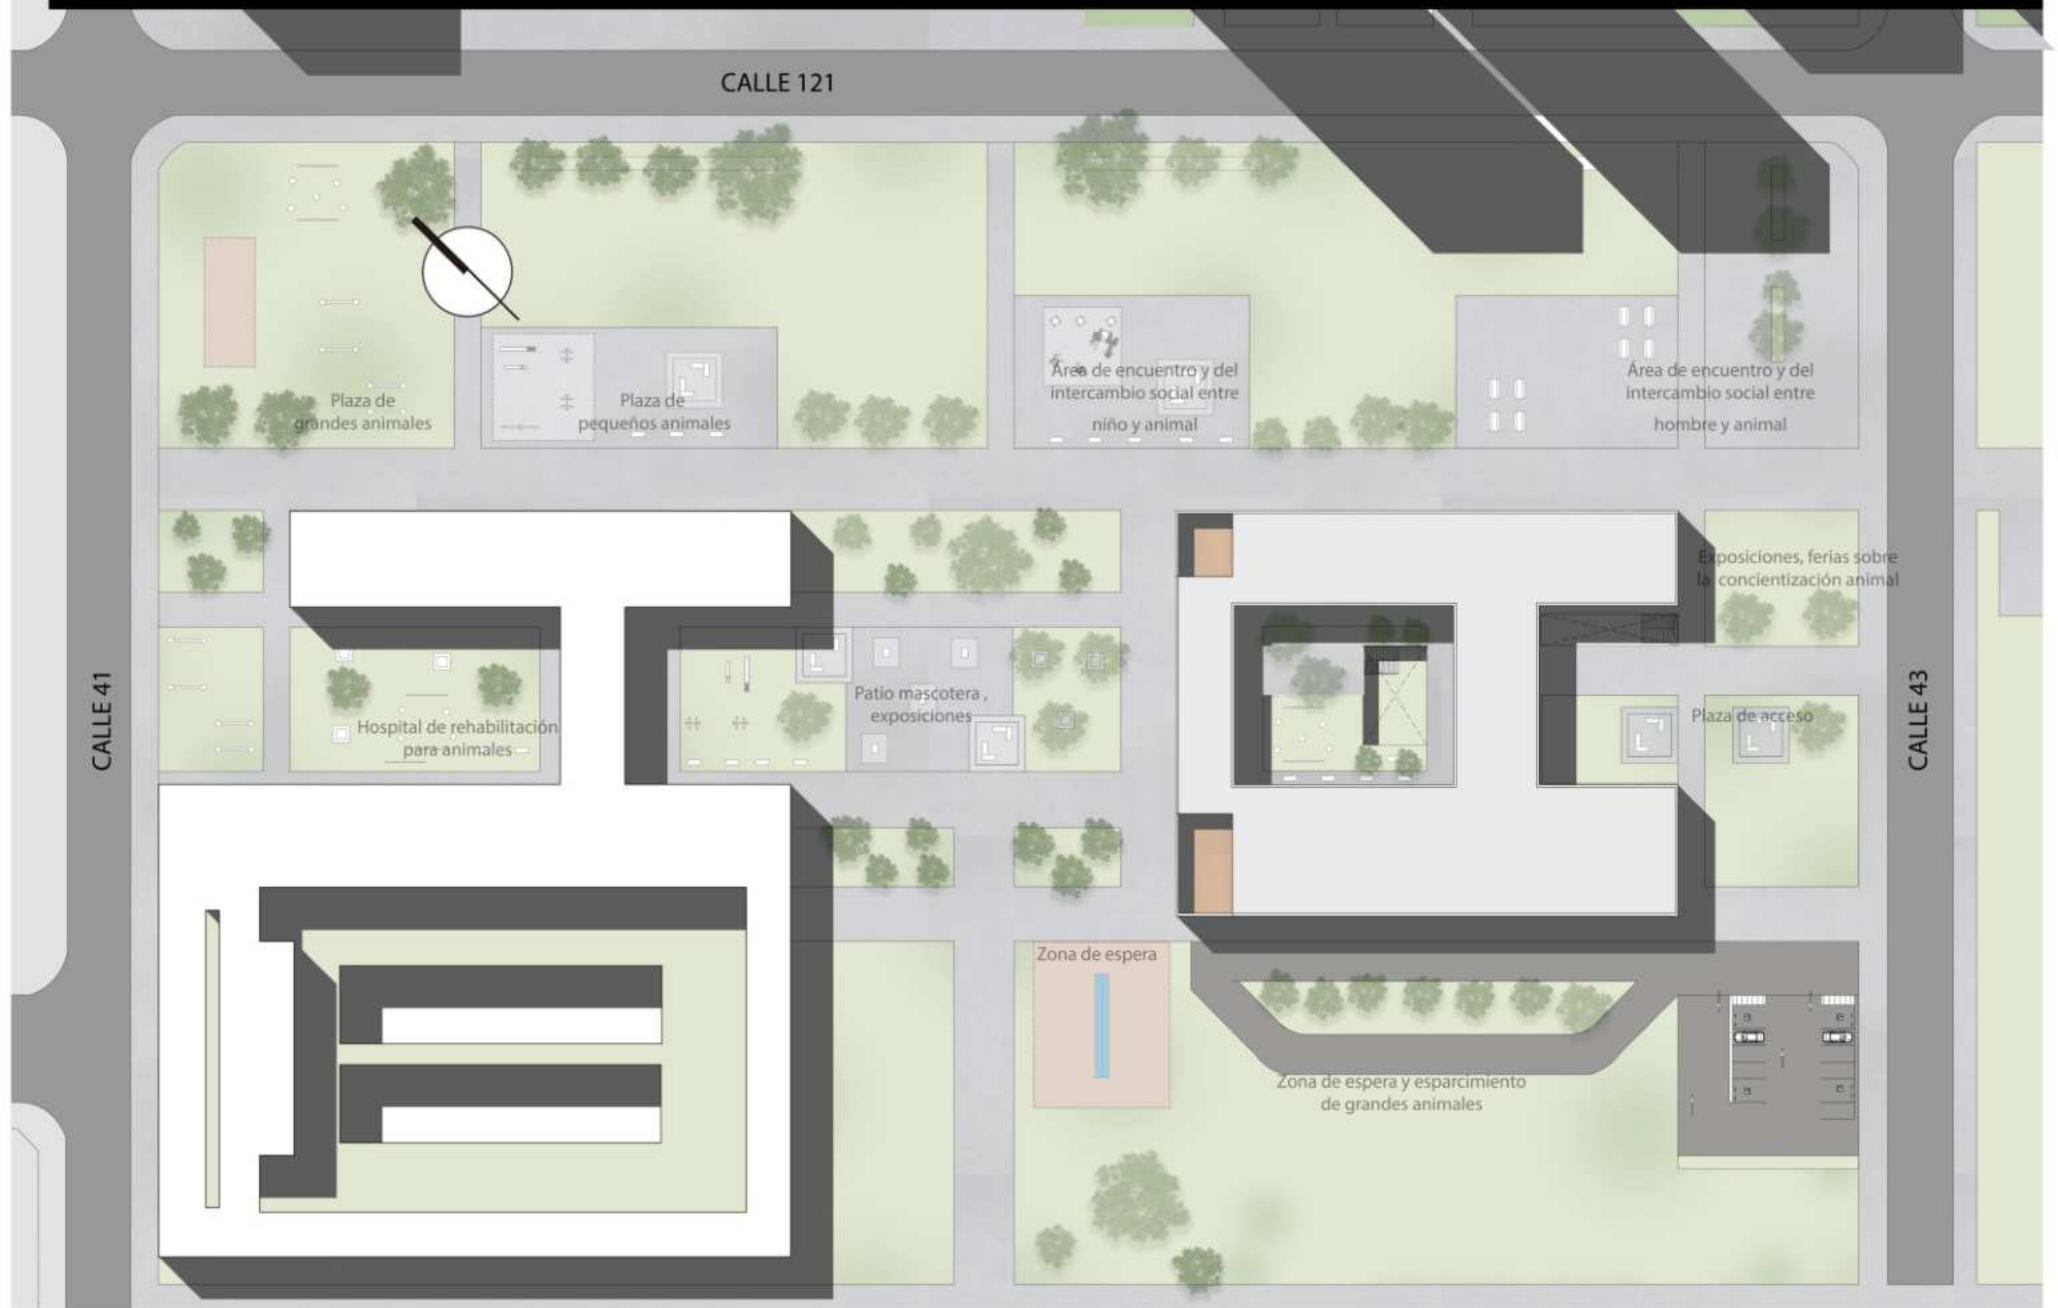 CALLE 121
Plaza de
grandes animales
Plaza de
pequeños animales
Área de encuentro y del
intercambio social entre
niño y animal
Área de encuentro y del
intercambio social entre
hombre y animal
Exposiciones, ferias sobre
la concientización animal
CALLE 41
Hospital de rehabilitación
para animales
Patio mascotera ,
exposiciones
Plaza de acceso
CALLE 43
Zona de espera
Zona de espera y esparcimiento
de grandes animales